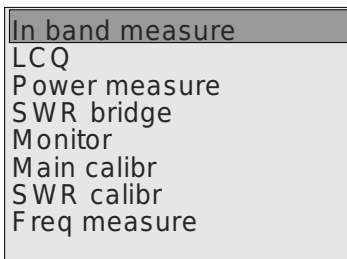 In band measure
LCQ
Power measure
SWR bridge
Monitor
Main calibr
SWR calibr
Freq measure